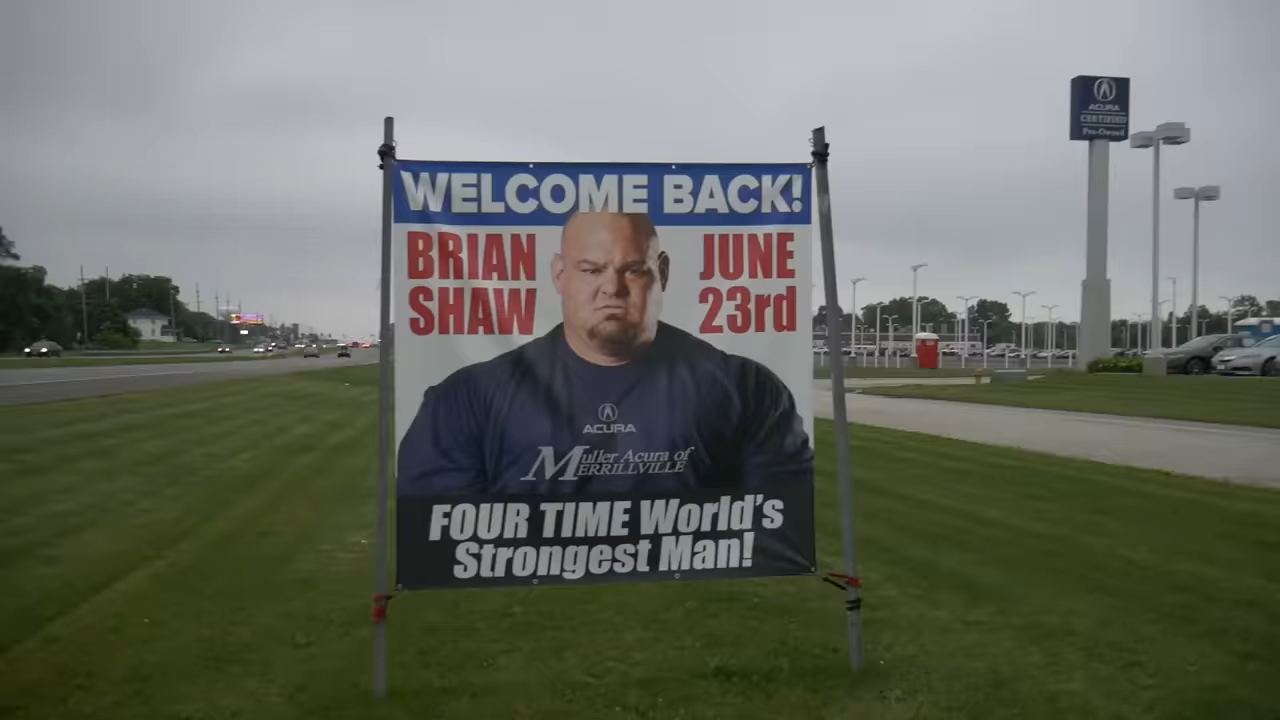 WELCOME BACK!
BRIAN
SHAW
JUNE
23rd
ACURA
Muller Acura of
MERRILLVILLE
FOUR TIME World's
Strongest Man!
ACURA
CERTIFIED
Pre-Owned